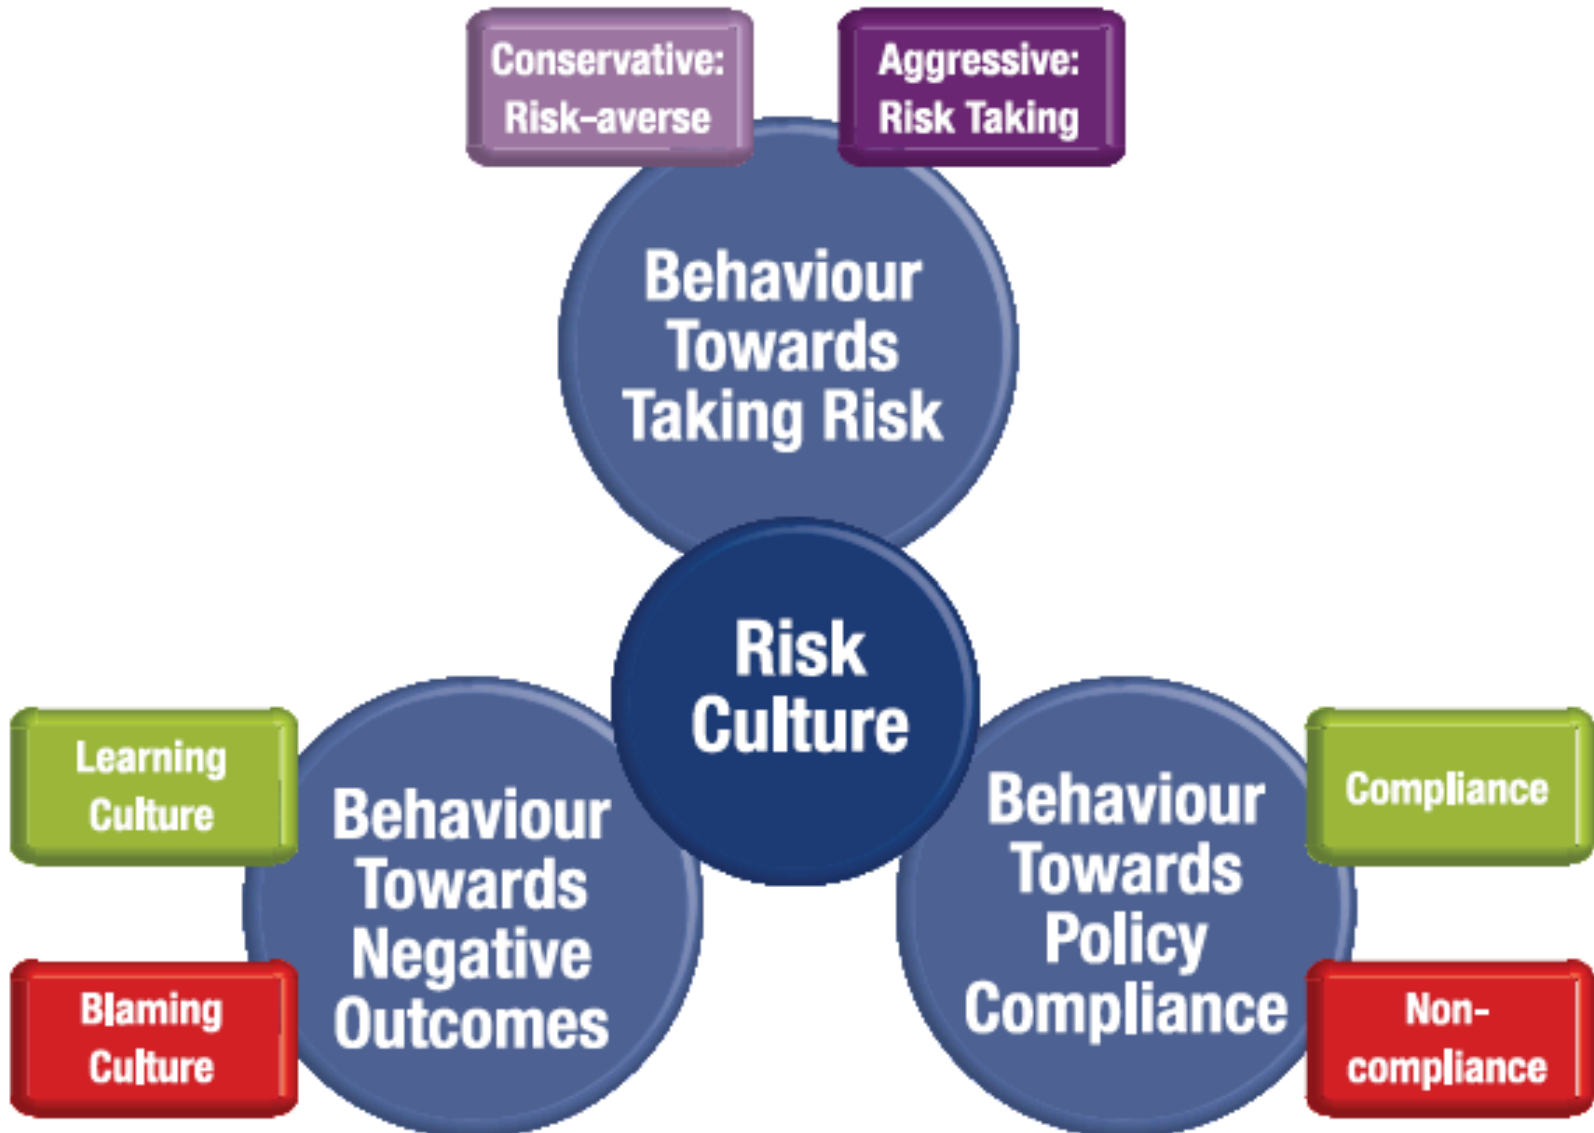 Conservative:
Risk-averse
Aggressive:
Risk Taking
Behaviour
Towards
Taking Risk
Risk
Culture
Learning
Culture
Blaming
Culture
Behaviour
Towards
Negative
Outcomes
Behaviour
Towards
Policy
Compliance
Compliance
Non-
compliance